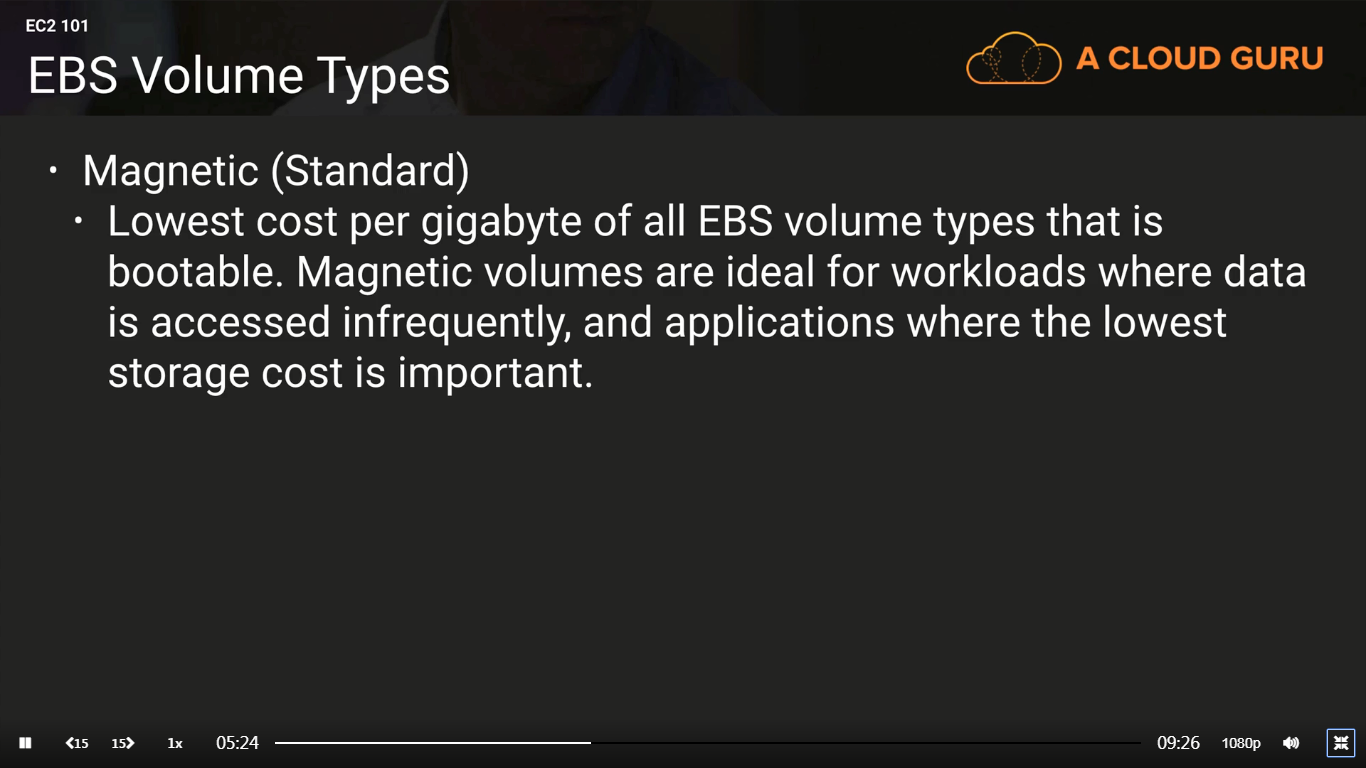 EC2 101
EBS Volume Types
A CLOUD GURU
• Magnetic (Standard)
• Lowest cost per gigabyte of all EBS volume types that is
bootable. Magnetic volumes are ideal for workloads where data
is accessed infrequently, and applications where the lowest
storage cost is important.
15 15 1x 05:24 09:26 1080p